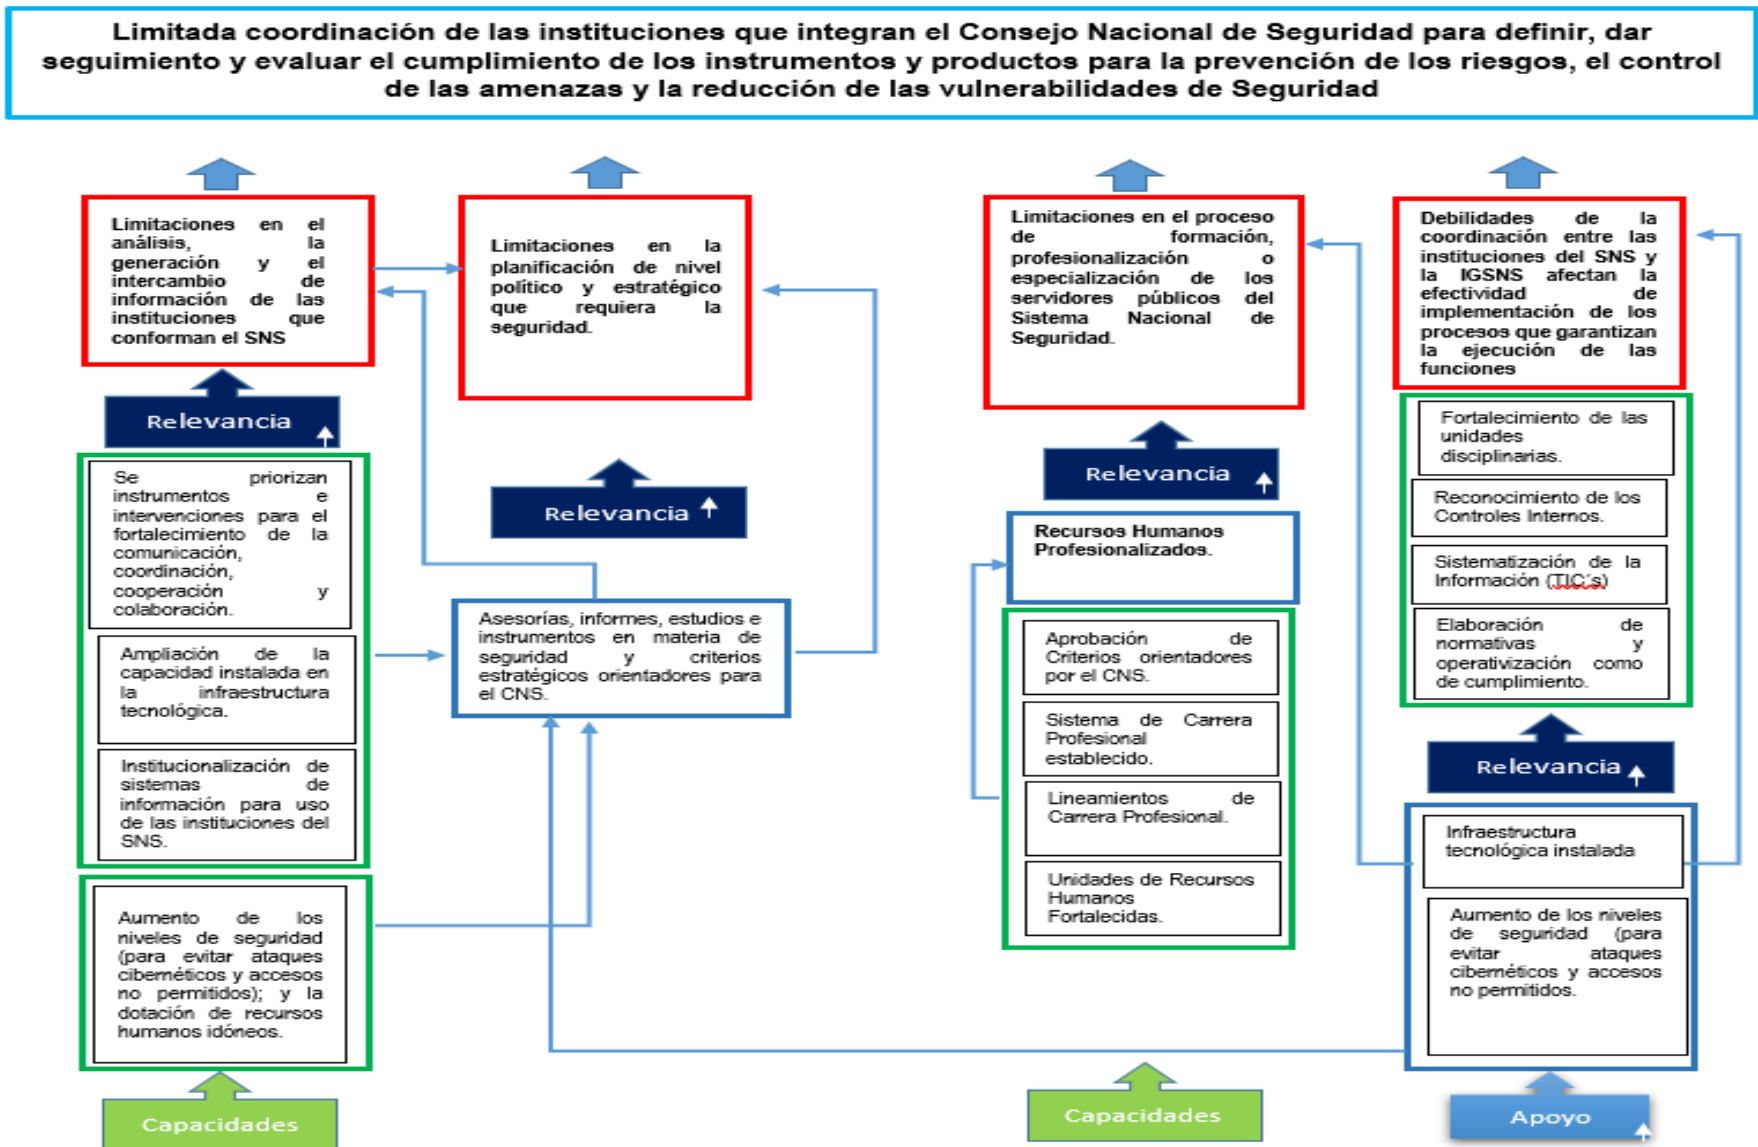 Limitada coordinación de las instituciones que integran el Consejo Nacional de Seguridad para definir, dar
seguimiento y evaluar el cumplimiento de los instrumentos y productos para la prevención de los riesgos, el control
de las amenazas y la reducción de las vulnerabilidades de Seguridad
Limitaciones en el
análisis, la
generación y el
intercambio de
información de las
instituciones que
conforman el SNS
Relevancia
Se priorizan
instrumentos e
intervenciones para el
fortalecimiento de la
comunicación,
coordinación,
cooperación y
colaboración.
Ampliación de la
capacidad instalada en
la infraestructura
tecnológica.
Institucionalización de
sistemas de
información para uso
de las instituciones del
SNS.
Aumento de los
niveles de seguridad
(para evitar ataques
cibernéticos y accesos
no permitidos); y la
dotación de recursos
humanos idóneos.
Capacidades
Limitaciones en la
planificación de nivel
político y estratégico
que requiera la
seguridad.
Relevancia
Asesorías, informes, estudios e
instrumentos en materia de
seguridad y criterios
estratégicos orientadores para
el CNS.
Limitaciones en el proceso
de formación,
profesionalización o
especialización de los
servidores públicos del
Sistema Nacional de
Seguridad.
Relevancia
Recursos Humanos
Profesionalizados.
Aprobación de
Criterios orientadores
por el CNS.
Sistema de Carrera
Profesional
establecido.
Lineamientos de
Carrera Profesional.
Unidades de Recursos
Humanos
Fortalecidas.
Capacidades
Debilidades de la
coordinación entre las
instituciones del SNS y
la IGSNS afectan la
efectividad de
implementación de los
procesos que garantizan
la ejecución de las
funciones
Fortalecimiento de las
unidades
disciplinarias.
Reconocimiento de los
Controles Internos.
Sistematización de la
Información (TIC´s)
Elaboración de
normativas y
operativización como
de cumplimiento.
Relevancia
Infraestructura
tecnológica instalada
Aumento de los niveles
de seguridad (para
evitar ataques
cibernéticos y accesos
no permitidos.
Apoyo